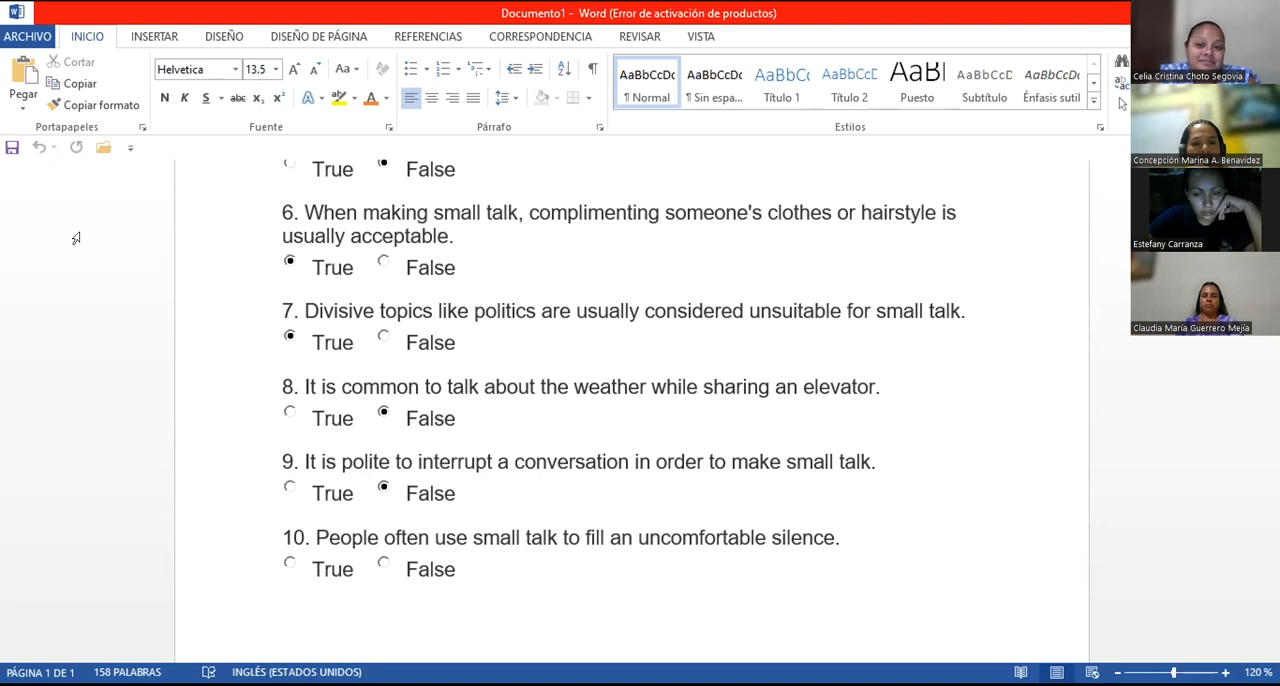 Documento1 - Word (Error de activación de productos)
ARCHIVO INICIO INSERTAR DISEÑO DISEÑO DE PÁGINA REFERENCIAS CORRESPONDENCIA REVISAR VISTA
Pegar
Cortar
Copiar
Copiar formato
Portapapeles
Helvetica 13.5
N K S abc x₂ x²
Fuente
Párrafo
AaBbCcDc AaBbCcDc AaBbCc AaBbCcD AaBl AaBbCcD AaBbCcDc
¶ Normal ¶ Sin espa... Título 1 Título 2 Puesto Subtítulo Énfasis sutil
Estilos
True False
6. When making small talk, complimenting someone's clothes or hairstyle is
usually acceptable.
True False
7. Divisive topics like politics are usually considered unsuitable for small talk.
True False
8. It is common to talk about the weather while sharing an elevator.
True False
9. It is polite to interrupt a conversation in order to make small talk.
True False
10. People often use small talk to fill an uncomfortable silence.
True False
PÁGINA 1 DE 1 158 PALABRAS INGLÉS (ESTADOS UNIDOS) 120 %
Celia Cristina Choto Segovia
Concepción Marina A. Benavidez
Estefany Carranza
Claudia María Guerrero Mejía